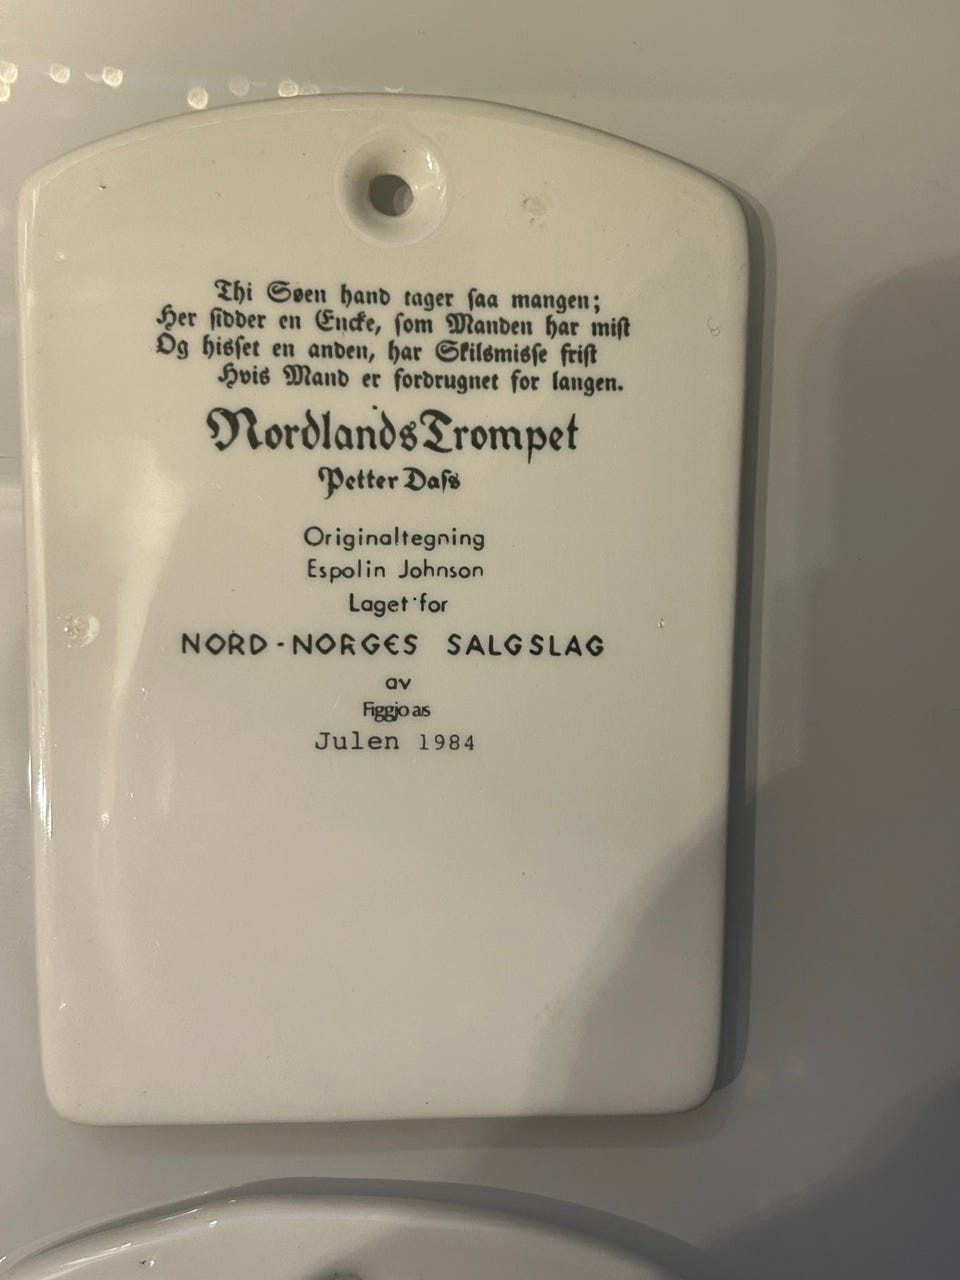 Thi Søen hand tager saa mangen;
Her sidder en Encke, som Manden har mist
Og hisset en anden, har Skilsmisse frist
Hvis Mand er fordrugnet for langen.
Nordlands Trompet
Petter Dass
Originaltegning
Espolin Johnson
Laget for
NORD-NORGES SALGSLAG
av
Figgjo a/s
Julen 1984